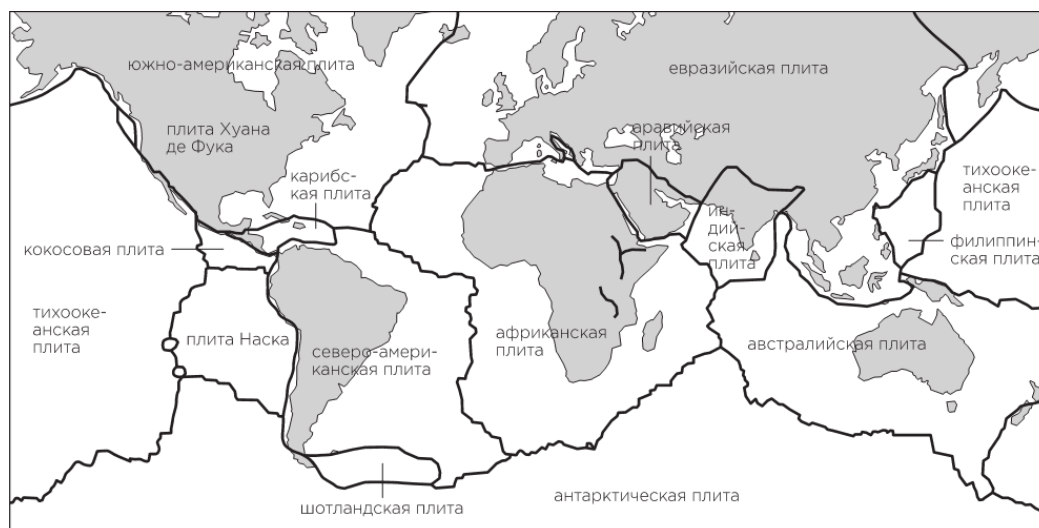 южно-американская плита
евразийская плита
плита Хуана
де Фука
аравийская
плита
карибс-
кая плита
тихооке-
анская
плита
ин-
дий-
ская
плита
кокосовая плита
филиппин-
ская плита
тихооке-
анская
плита
плита Наска
северо-амери-
канская плита
африканская
плита
австралийская плита
шотландская плита
антарктическая плита